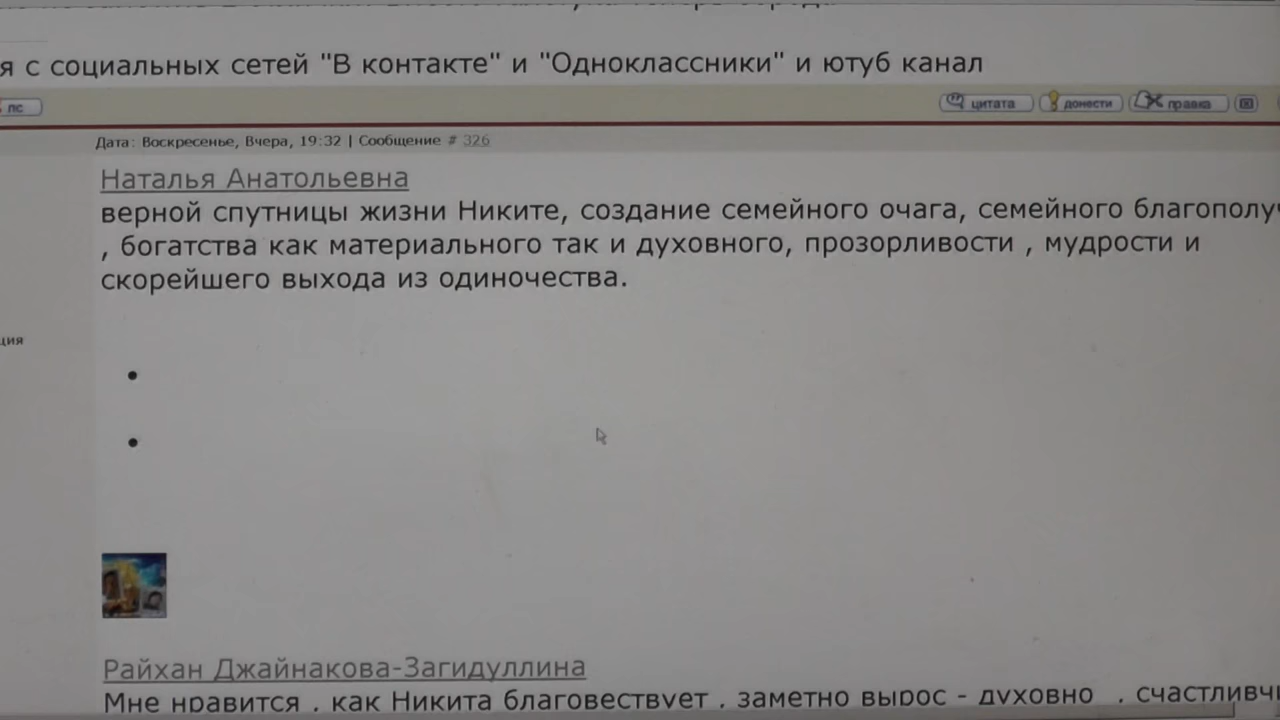 я с социальных сетей "В контакте" и "Одноклассники" и ютуб канал
лс
цитата донести правка
Дата: Воскресенье, Вчера, 19:32 | Сообщение # 326
Наталья Анатольевна
верной спутницы жизни Никите, создание семейного очага, семейного благополуч
, богатства как материального так и духовного, прозорливости , мудрости и
скорейшего выхода из одиночества.
ция
Райхан Джайнакова-Загидуллина
Мне нравится , как Никита благовествует , заметно вырос - духовно , счастливч